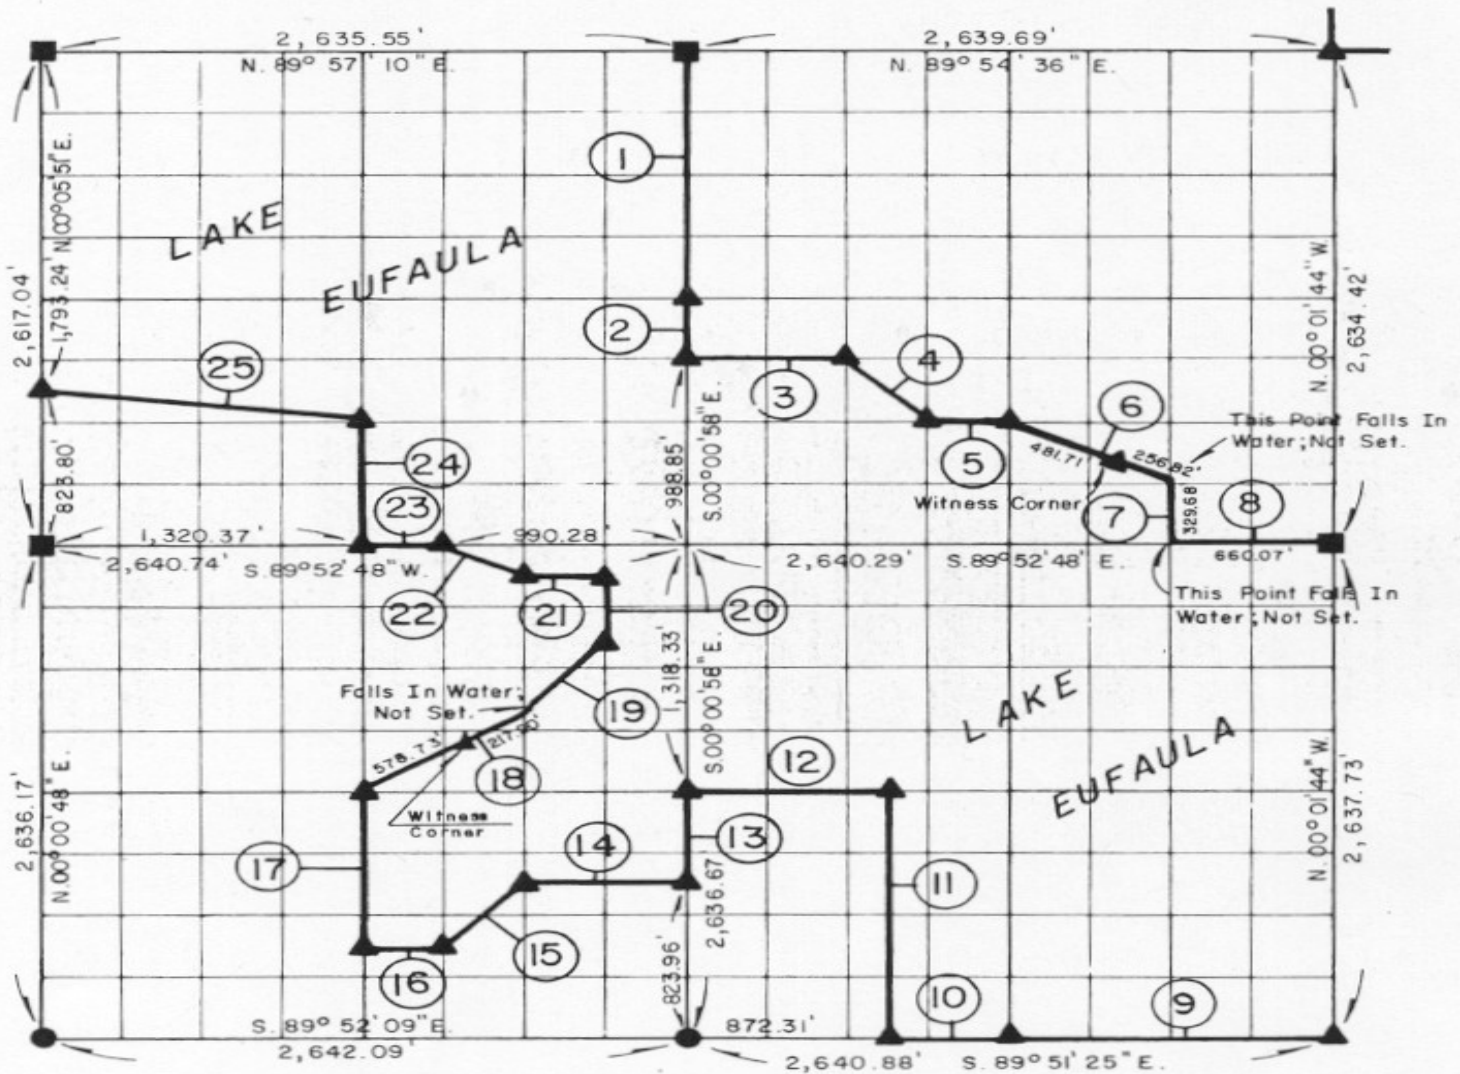 2,635.55'
N. 89° 57' 10" E.
2,639.69'
N. 89° 54' 36" E.
1
LAKE
EUFAULA
2,617.04'
1,793.24' N.00°05'51" E.
2
25
3
4
N.00°01'44" W.
2,634.42'
6
This Point Falls In
Water; Not Set.
24
823.80'
988.85'
S.00°00'58" E.
5
481.71'
256.82'
Witness Corner
7
329.68'
8
23
1,320.37'
990.28'
2,640.74' S.89°52'48" W.
2,640.29' S.89°52'48" E.
660.07'
This Point Falls In
Water; Not Set.
22
21
20
1,318.33'
S.00°00'58" E.
Falls In Water;
Not Set.
19
578.73'
217.90'
18
Witness
Corner
LAKE
EUFAULA
12
2,636.17'
N.00°00'48" E.
N.00°01'44" W.
2,637.73'
17
14
13
11
2,636.67'
15
16
823.96'
10
9
S. 89° 52' 09" E.
2,642.09'
872.31'
2,640.88' S. 89° 51' 25" E.